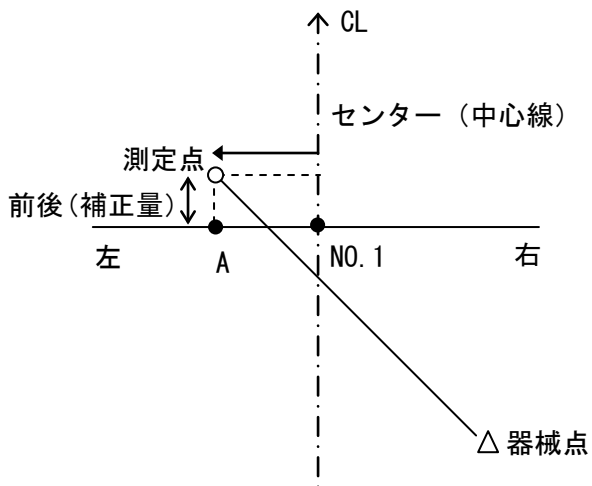 CL
センター（中心線）
測定点
前後(補正量)
左
A
NO.1
右
器械点